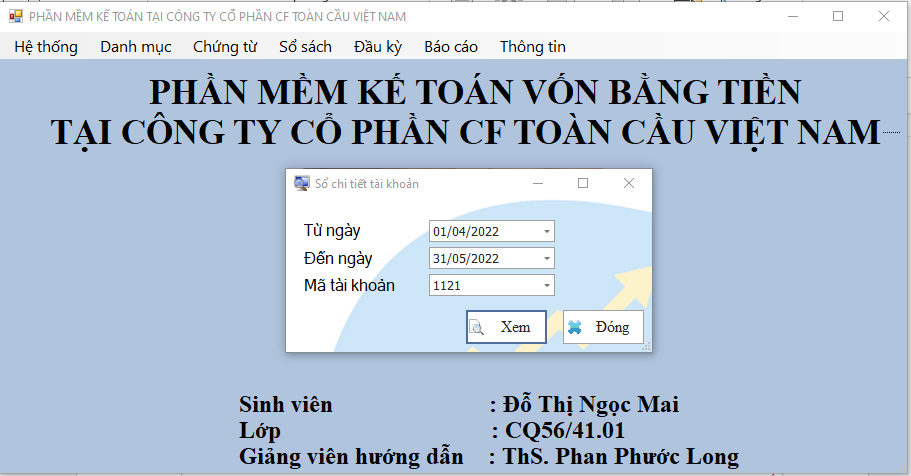 PHẦN MỀM KẾ TOÁN TẠI CÔNG TY CỔ PHẦN CF TOÀN CẦU VIỆT NAM
Hệ thống Danh mục Chứng từ Sổ sách Đầu kỳ Báo cáo Thông tin
PHẦN MỀM KẾ TOÁN VỐN BẰNG TIỀN
TẠI CÔNG TY CỔ PHẦN CF TOÀN CẦU VIỆT NAM
Sổ chi tiết tài khoản
Từ ngày 01/04/2022
Đến ngày 31/05/2022
Mã tài khoản 1121
Xem Đóng
Sinh viên : Đỗ Thị Ngọc Mai
Lớp : CQ56/41.01
Giảng viên hướng dẫn : ThS. Phan Phước Long